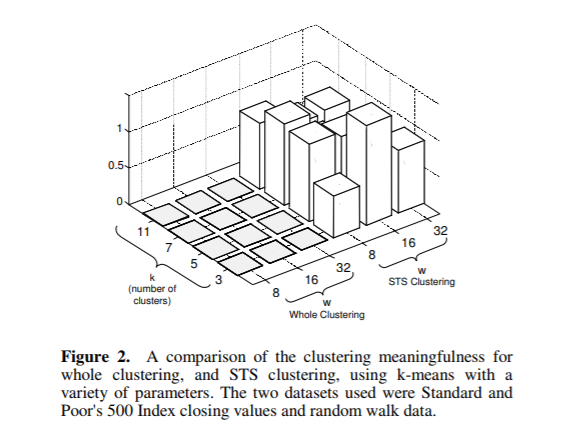 1
0.5
0
11
7
5
3
k
(number of
clusters)
8
16
32
w
Whole Clustering
8
16
32
w
STS Clustering
Figure 2. A comparison of the clustering meaningfulness for
whole clustering, and STS clustering, using k-means with a
variety of parameters. The two datasets used were Standard and
Poor's 500 Index closing values and random walk data.